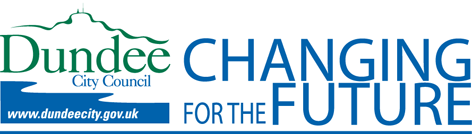 Dundee
City Council
www.dundeecity.gov.uk
CHANGING
FOR THE FUTURE